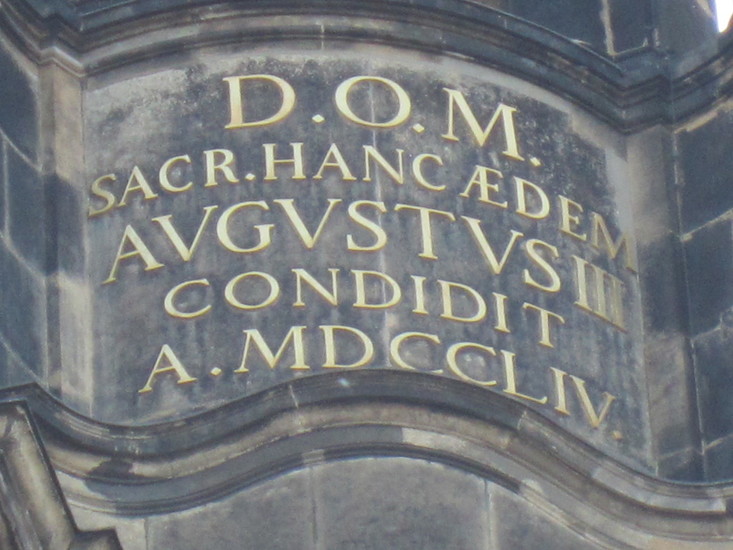 D.O.M.
SACR.HANC ÆDEM
AVGVSTVS III
CONDIDIT
A.MDCCLIV.